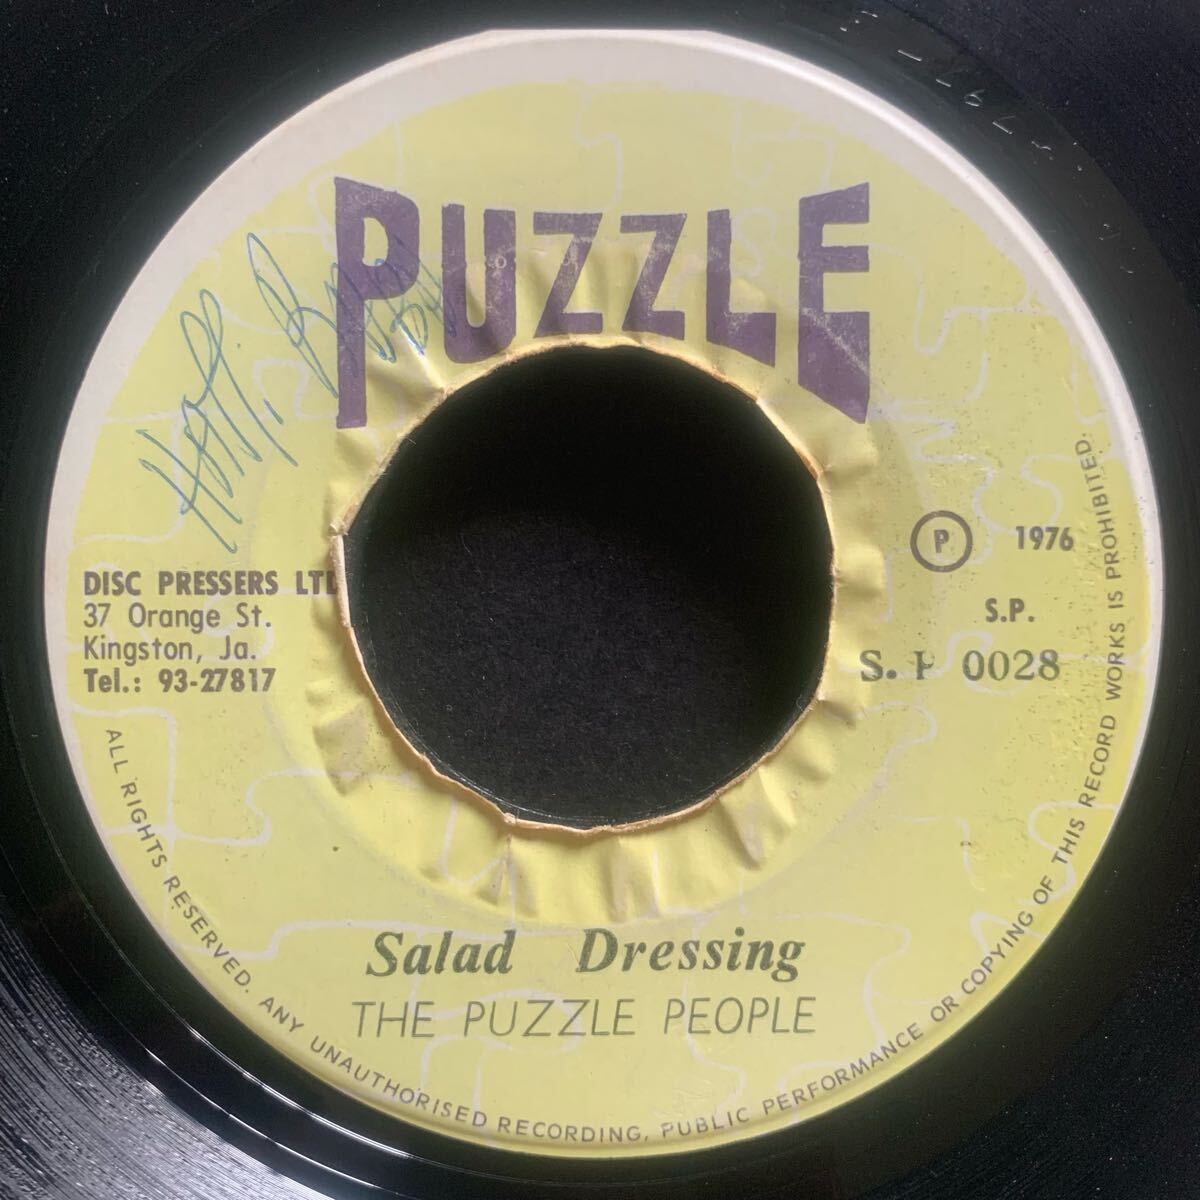 PUZZLE
DISC PRESSERS LTD
37 Orange St.
Kingston, Ja.
Tel.: 93-27817
P 1976
S.P.
S. P 0028
Salad Dressing
THE PUZZLE PEOPLE
ALL RIGHTS RESERVED. ANY UNAUTHORISED RECORDING, PUBLIC PERFORMANCE OR COPYING OF THIS RECORD WORKS IS PROHIBITED.